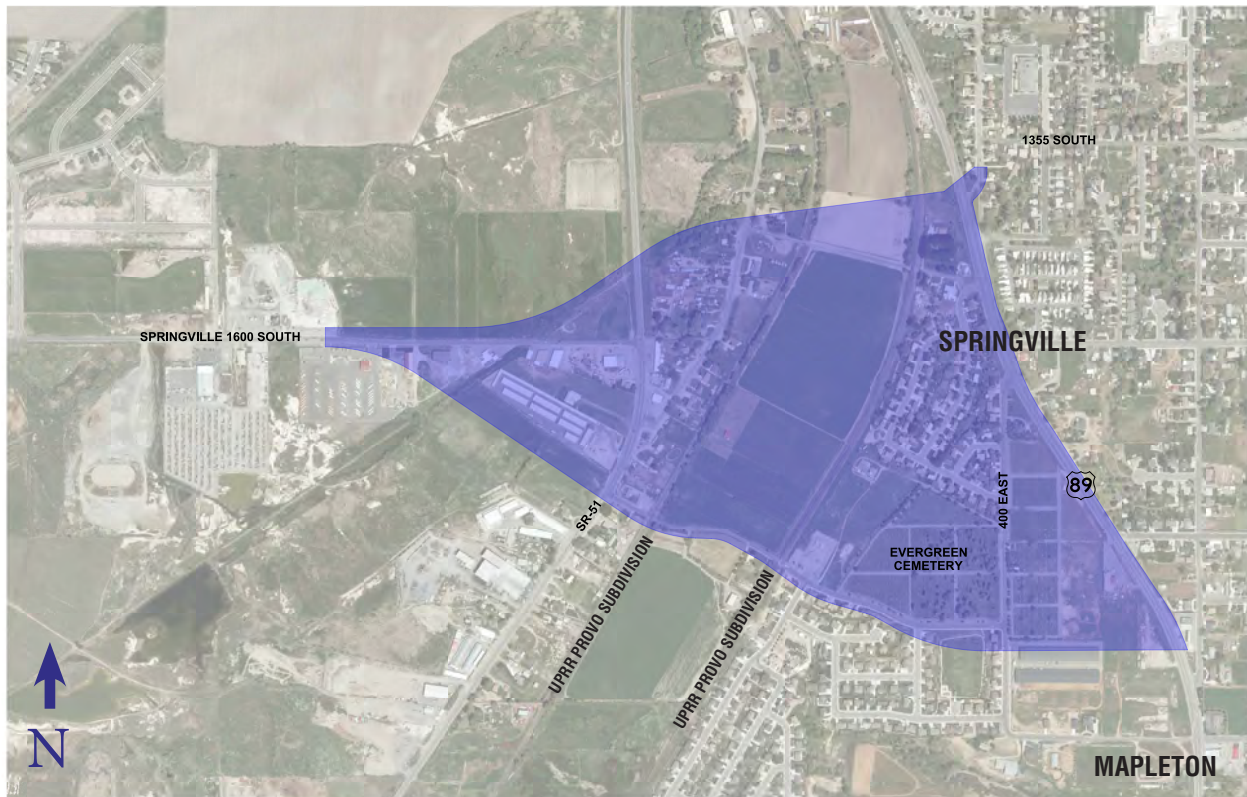 1355 SOUTH
SPRINGVILLE 1600 SOUTH
SPRINGVILLE
89
400 EAST
SR-51
EVERGREEN
CEMETERY
UPRR PROVO SUBDIVISION
UPRR PROVO SUBDIVISION
N
MAPLETON